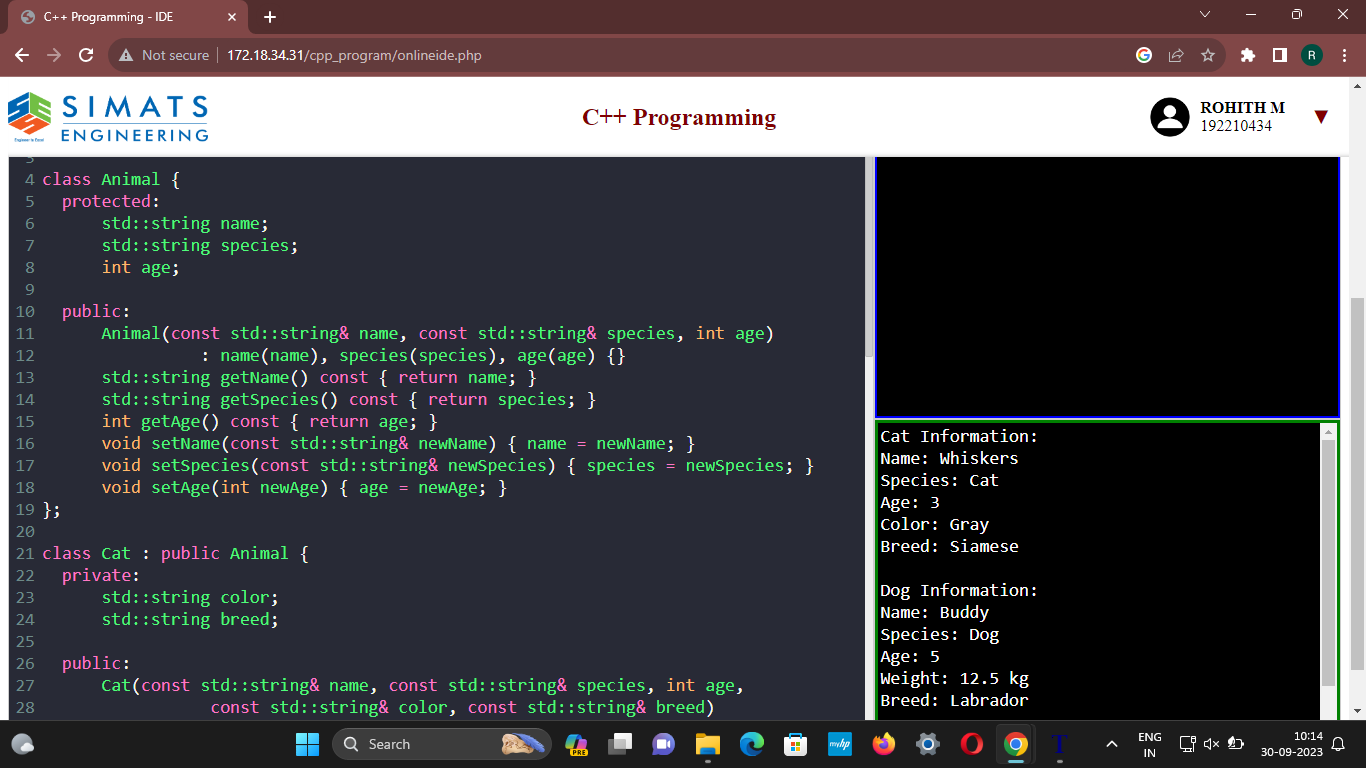 C++ Programming - IDE
Not secure
172.18.34.31/cpp_program/onlineide.php
R
SIMATS
ENGINEERING
Engineer to Excel
C++ Programming
ROHITH M
192210434
3
4 class Animal {
5 protected:
6 std::string name;
7 std::string species;
8 int age;
9
10 public:
11 Animal(const std::string& name, const std::string& species, int age)
12 : name(name), species(species), age(age) {}
13 std::string getName() const { return name; }
14 std::string getSpecies() const { return species; }
15 int getAge() const { return age; }
16 void setName(const std::string& newName) { name = newName; }
17 void setSpecies(const std::string& newSpecies) { species = newSpecies; }
18 void setAge(int newAge) { age = newAge; }
19 };
20
21 class Cat : public Animal {
22 private:
23 std::string color;
24 std::string breed;
25
26 public:
27 Cat(const std::string& name, const std::string& species, int age,
28 const std::string& color, const std::string& breed)
Cat Information:
Name: Whiskers
Species: Cat
Age: 3
Color: Gray
Breed: Siamese
Dog Information:
Name: Buddy
Species: Dog
Age: 5
Weight: 12.5 kg
Breed: Labrador
Search
PRE
myhp
T
ENG
IN
10:14
30-09-2023